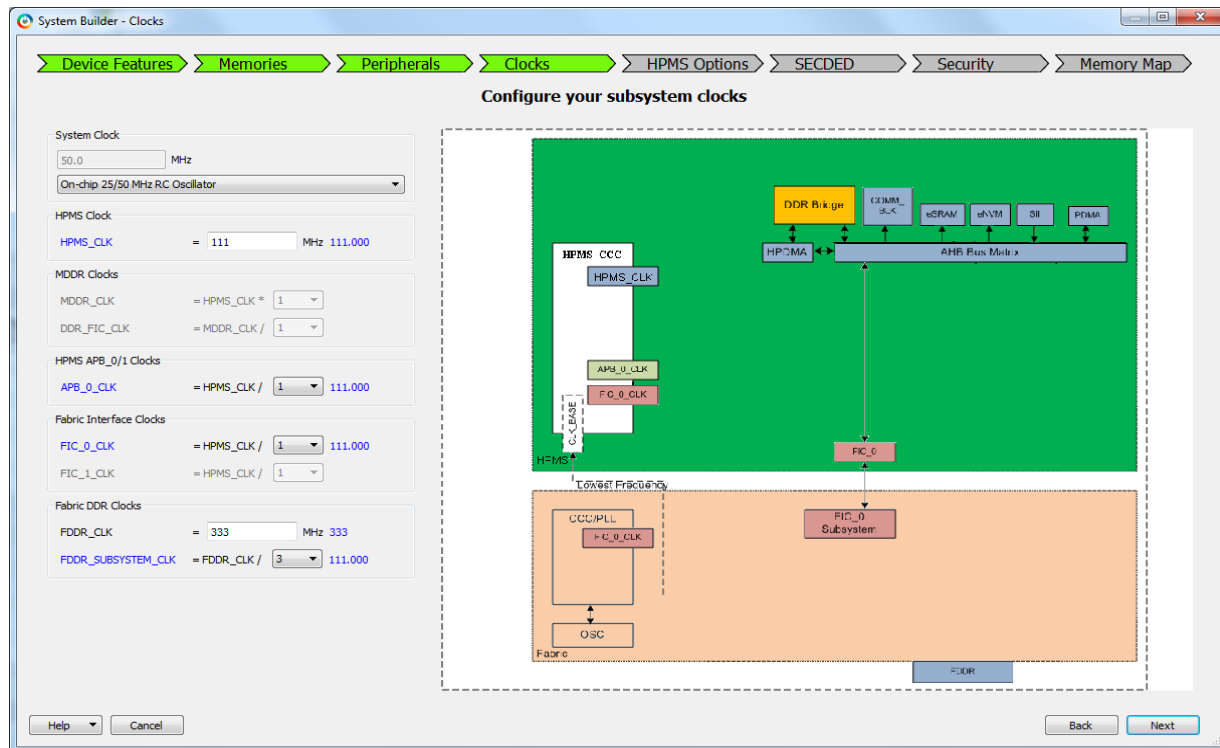 System Builder - Clocks
Device Features
Memories
Peripherals
Clocks
HPMS Options
SECDED
Security
Memory Map
Configure your subsystem clocks
System Clock
50.0 MHz
On-chip 25/50 MHz RC Oscillator
HPMS Clock
HPMS_CLK = 111 MHz 111.000
MDDR Clocks
MDDR_CLK = HPMS_CLK * 1
DDR_FIC_CLK = MDDR_CLK / 1
HPMS APB_0/1 Clocks
APB_0_CLK = HPMS_CLK / 1 111.000
Fabric Interface Clocks
FIC_0_CLK = HPMS_CLK / 1 111.000
FIC_1_CLK = HPMS_CLK / 1
Fabric DDR Clocks
FDDR_CLK = 333 MHz 333
FDDR_SUBSYSTEM_CLK = FDDR_CLK / 3 111.000
DDR Bridge
COMM_
BLK
eSRAM
eNVM
SII
PDMA
HPDMA
AHB Bus Matrix
HPMS_CCC
HPMS_CLK
APB_0_CLK
FIC_0_CLK
CLK_BASE
HPMS
FIC_0
Lowest Frequency
CCC/PLL
FIC_0_CLK
FIC_0
Subsystem
OSC
Fabric
FDDR
Help
Cancel
Back
Next